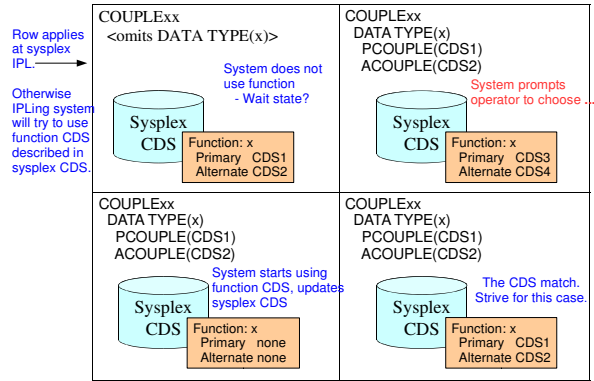 Row applies
at sysplex
IPL.
Otherwise
IPLing system
will try to use
function CDS
described in
sysplex CDS.
COUPLExx
<omits DATA TYPE(x)>
System does not
use function
- Wait state?
Sysplex
CDS
Function: x
Primary CDS1
Alternate CDS2
COUPLExx
DATA TYPE(x)
PCOUPLE(CDS1)
ACOUPLE(CDS2)
System prompts
operator to choose ...
Sysplex
CDS
Function: x
Primary CDS3
Alternate CDS4
COUPLExx
DATA TYPE(x)
PCOUPLE(CDS1)
ACOUPLE(CDS2)
System starts using
function CDS, updates
sysplex CDS
Sysplex
CDS
Function: x
Primary none
Alternate none
COUPLExx
DATA TYPE(x)
PCOUPLE(CDS1)
ACOUPLE(CDS2)
The CDS match.
Strive for this case.
Sysplex
CDS
Function: x
Primary CDS1
Alternate CDS2